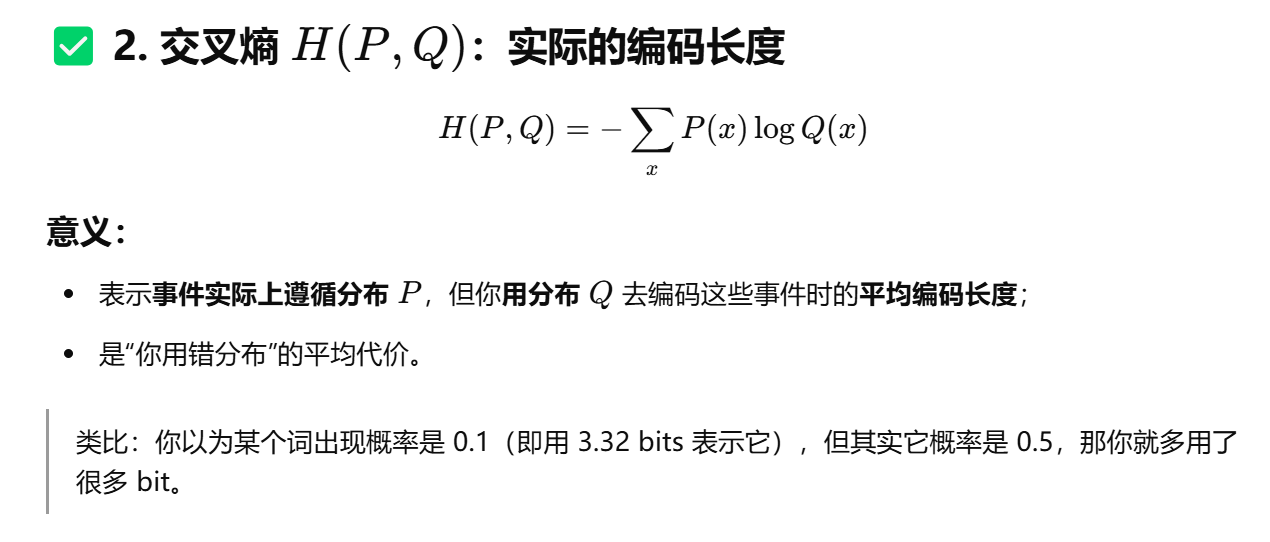 ✅ 2. 交叉熵 H(P, Q)：实际的编码长度
H(P, Q) = − ∑ₓ P(x) log Q(x)
意义：
• 表示事件实际上遵循分布 P，但你用分布 Q 去编码这些事件时的平均编码长度；
• 是“你用错分布”的平均代价。
类比：你以为某个词出现概率是 0.1（即用 3.32 bits 表示它），但其实它概率是 0.5，那你就多用了
很多 bit。